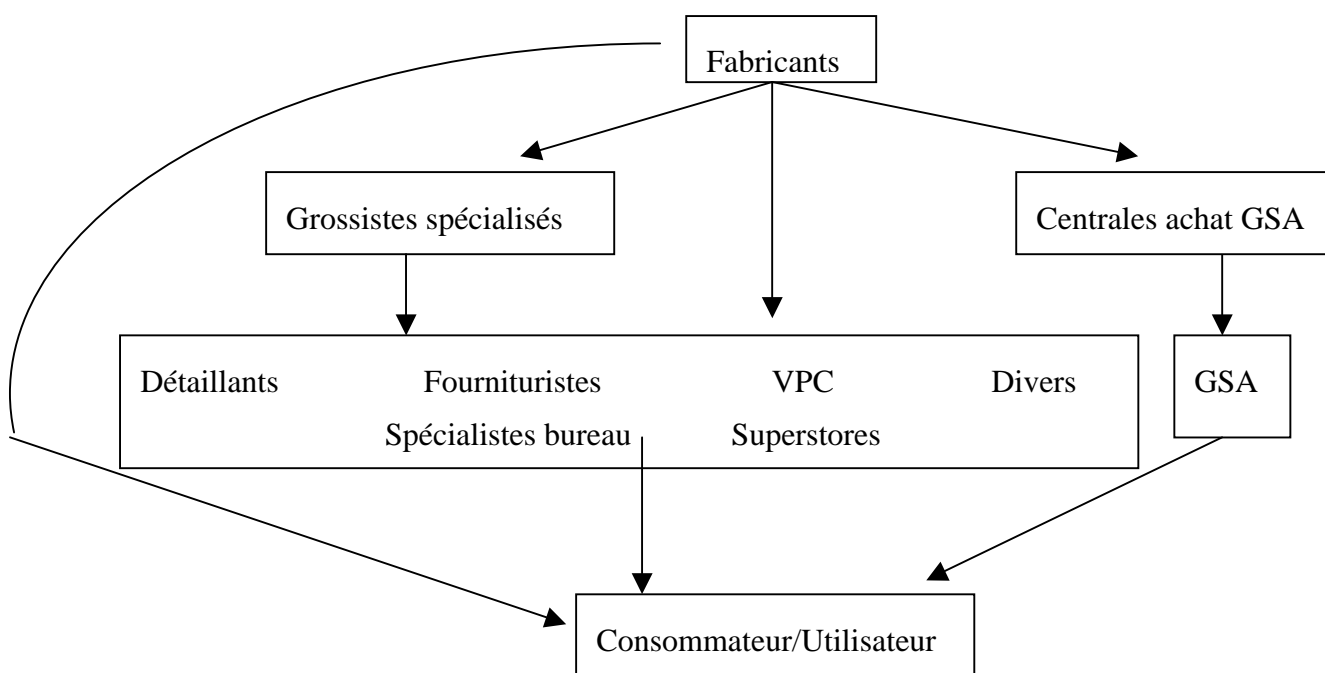 Fabricants
Grossistes spécialisés
Centrales achat GSA
Détaillants Fournituristes VPC Divers
Spécialistes bureau Superstores
GSA
Consommateur/Utilisateur